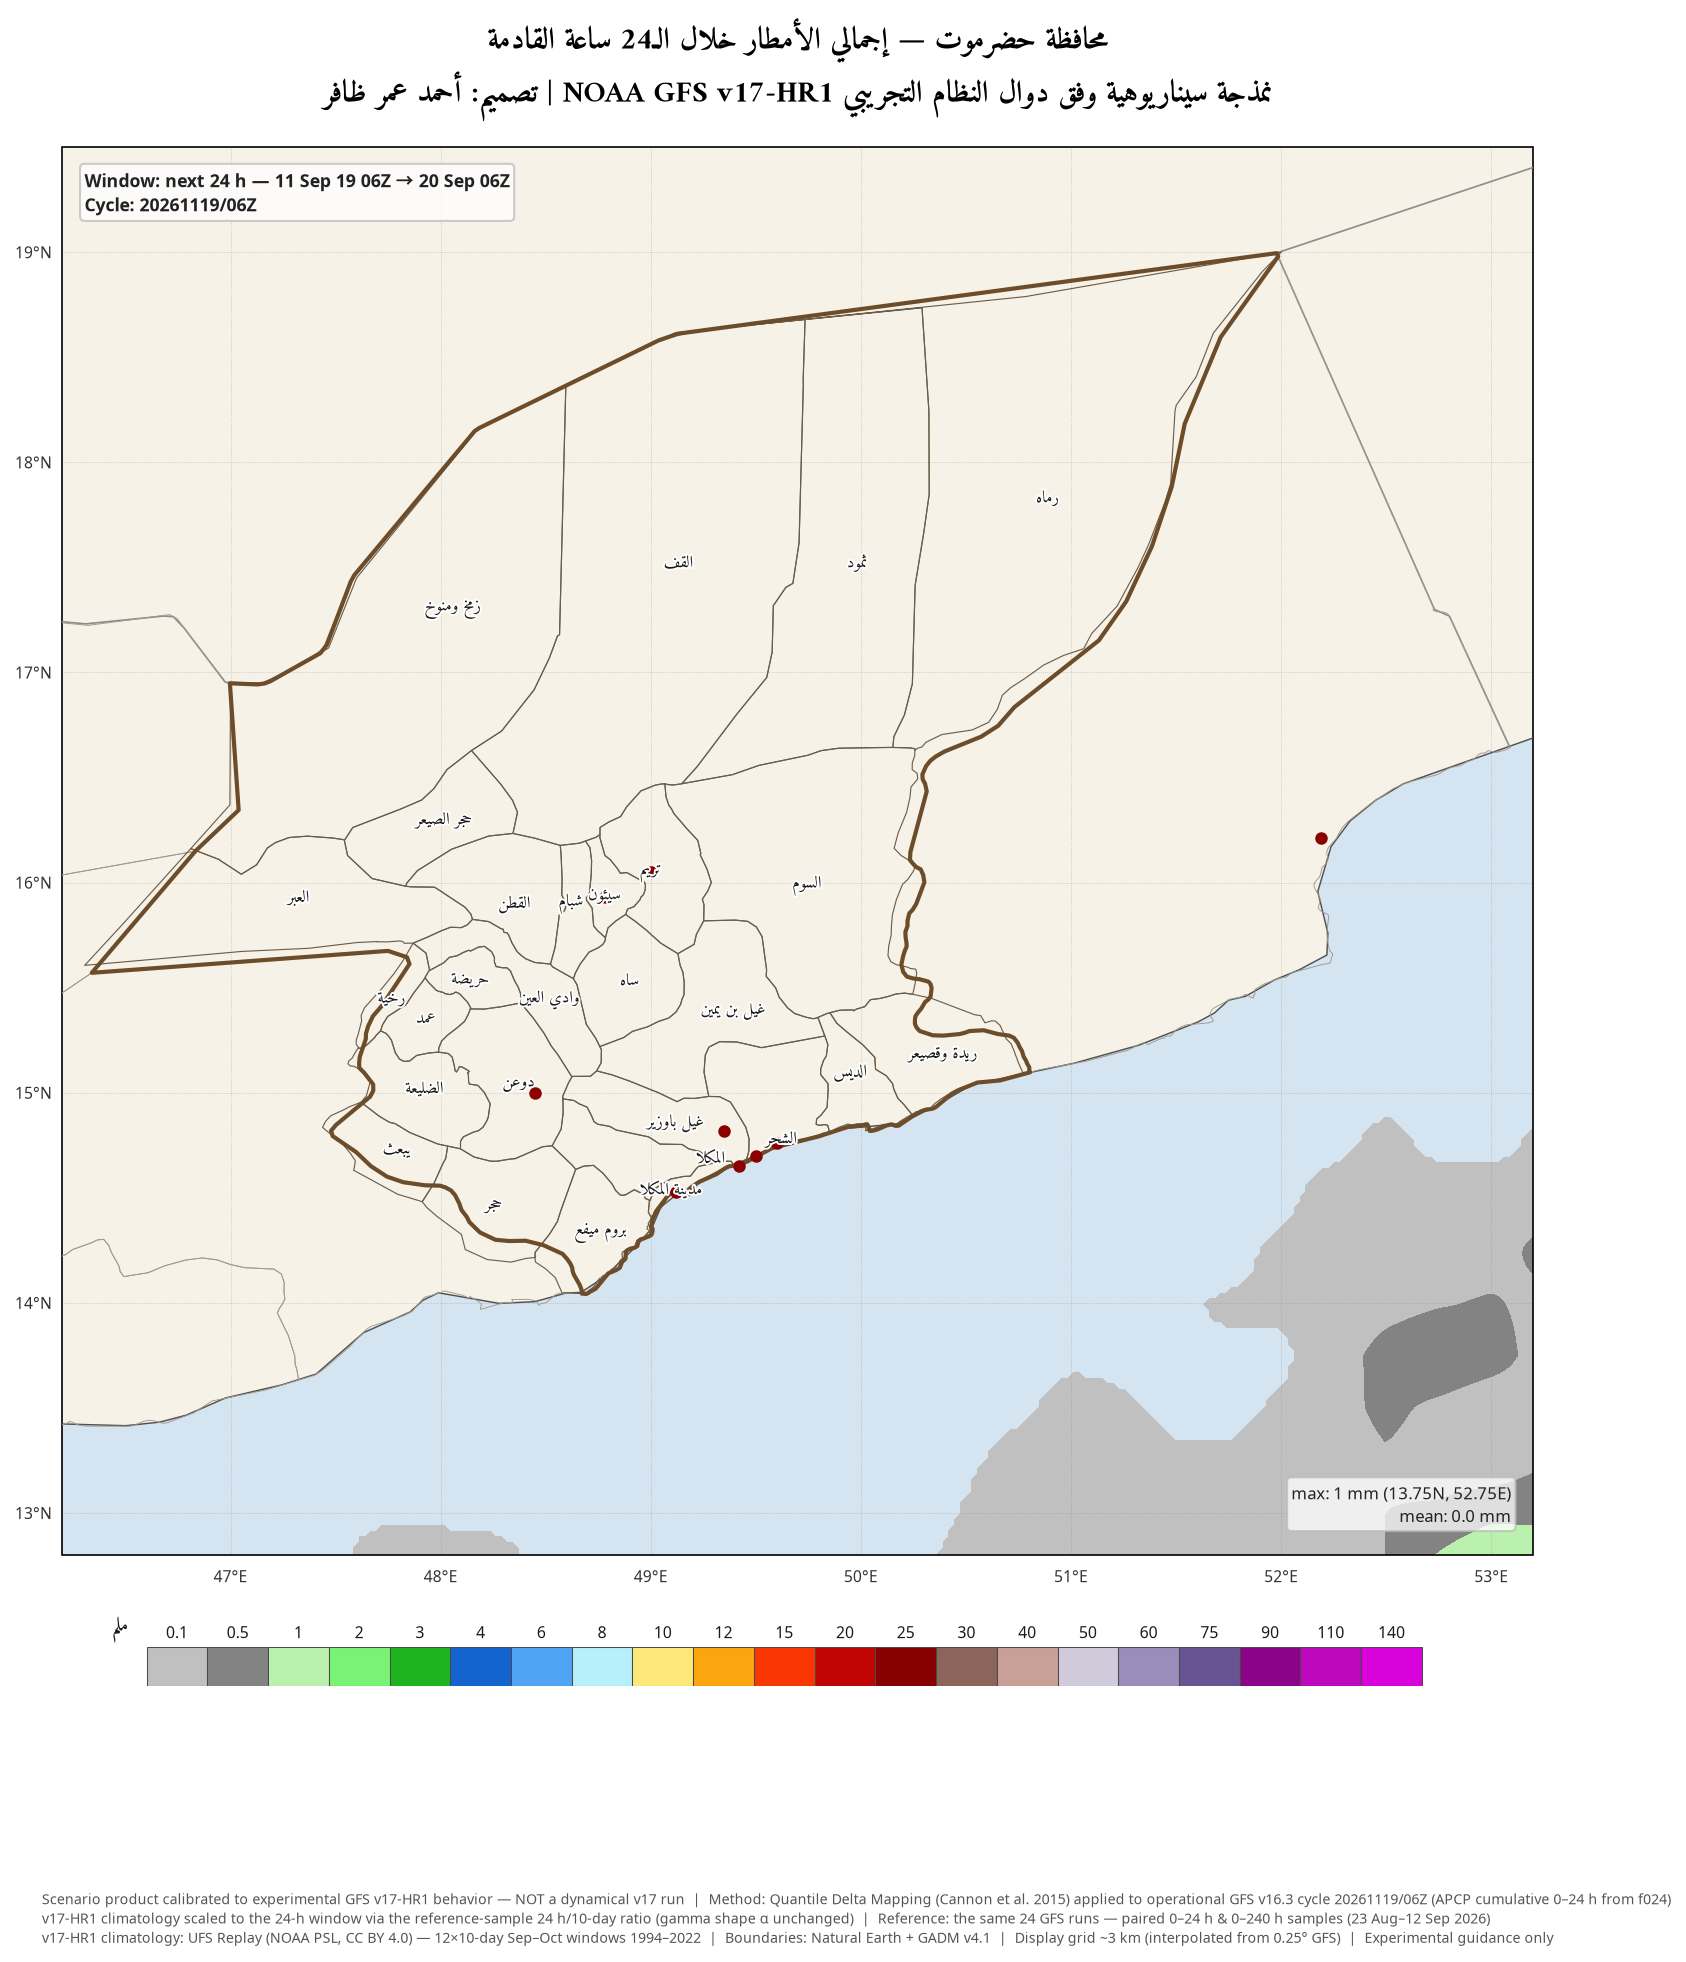 محافظة حضرموت — إجمالي الأمطار خلال الـ24 ساعة القادمة
نمذجة سيناريوهية وفق دوال النظام التجريبي NOAA GFS v17-HR1 | تصميم: أحمد عمر ظافر
Window: next 24 h — 11 Sep 19 06Z → 20 Sep 06Z
Cycle: 20261119/06Z
19°N
18°N
17°N
16°N
15°N
14°N
13°N
رماه
ثمود
القف
زمخ ومنوخ
حجر الصيعر
تريم
السوم
العبر
القطن
شبام
سيئون
حريضة
ساه
وادي العين
رخية
غيل بن يمين
عمد
ريدة وقصيعر
الديس
دوعن
الضليعة
غيل باوزير
الشحر
يبعث
المكلا
مدينة المكلا
حجر
بروم ميفع
max: 1 mm (13.75N, 52.75E)
mean: 0.0 mm
47°E 48°E 49°E 50°E 51°E 52°E 53°E
ملم
0.1 0.5 1 2 3 4 6 8 10 12 15 20 25 30 40 50 60 75 90 110 140
Scenario product calibrated to experimental GFS v17-HR1 behavior — NOT a dynamical v17 run | Method: Quantile Delta Mapping (Cannon et al. 2015) applied to operational GFS v16.3 cycle 20261119/06Z (APCP cumulative 0–24 h from f024)
v17-HR1 climatology scaled to the 24-h window via the reference-sample 24 h/10-day ratio (gamma shape α unchanged) | Reference: the same 24 GFS runs — paired 0–24 h & 0–240 h samples (23 Aug–12 Sep 2026)
v17-HR1 climatology: UFS Replay (NOAA PSL, CC BY 4.0) — 12×10-day Sep–Oct windows 1994–2022 | Boundaries: Natural Earth + GADM v4.1 | Display grid ~3 km (interpolated from 0.25° GFS) | Experimental guidance only